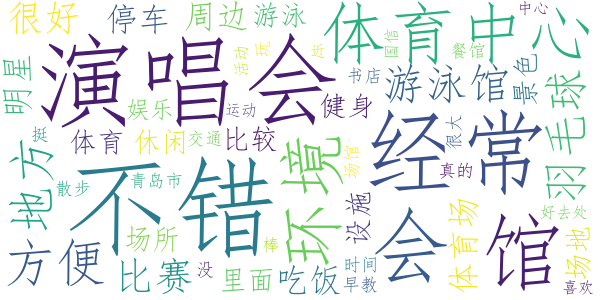 很好
停车
周边
游泳
体育中心
中心
国信
餐馆
活动
玩
近
明星
演唱会
书店
游泳馆
景色
娱乐
运动
健身
挺
体育
休闲
交通
比较
环境
经常
很大
羽毛球
地方
不错
场馆
真的
散步
青岛市
设施
会
馆
体育场
好去处
场地
方便
场所
棒
比赛
没
里面
吃饭
时间
早教
喜欢